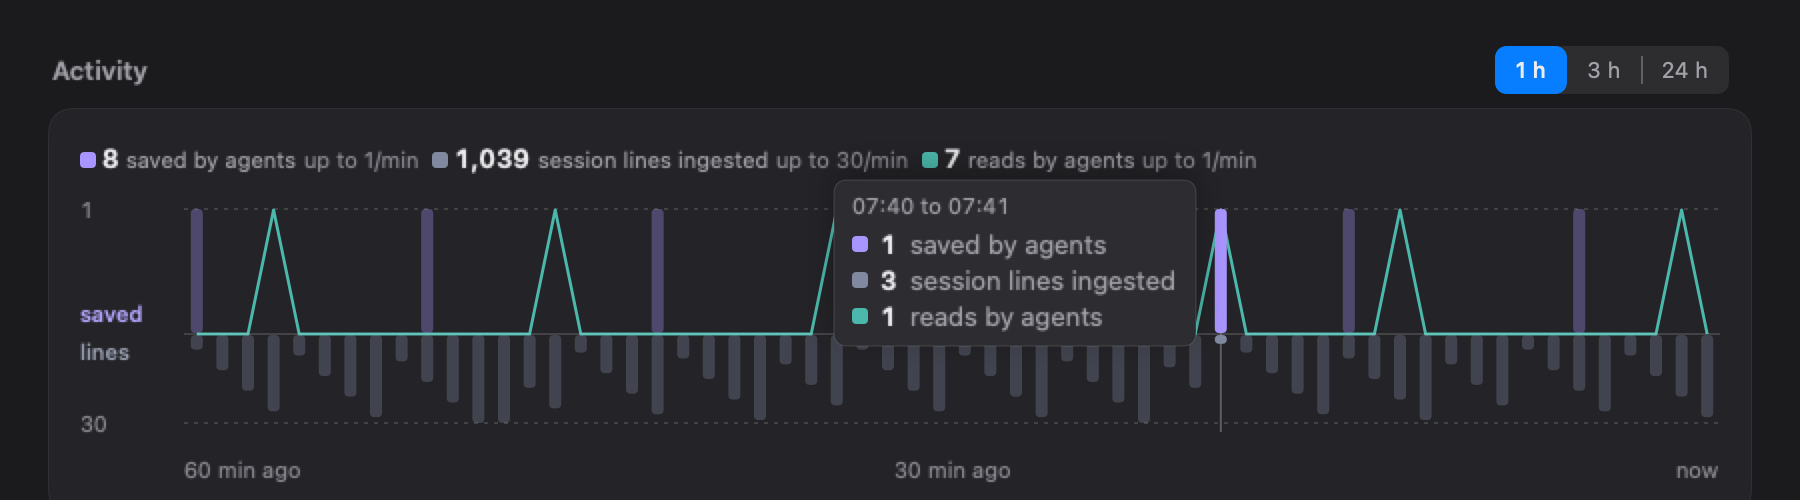 Activity
1 h 3 h 24 h
8 saved by agents up to 1/min 1,039 session lines ingested up to 30/min 7 reads by agents up to 1/min
1
07:40 to 07:41
1 saved by agents
3 session lines ingested
1 reads by agents
saved
lines
30
60 min ago 30 min ago now